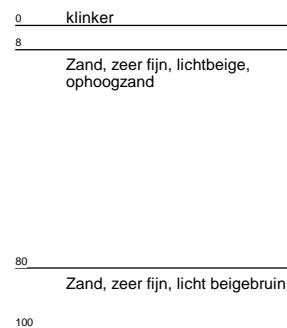 0 klinker
8
Zand, zeer fijn, lichtbeige,
ophoogzand
80
Zand, zeer fijn, licht beigebruin
100